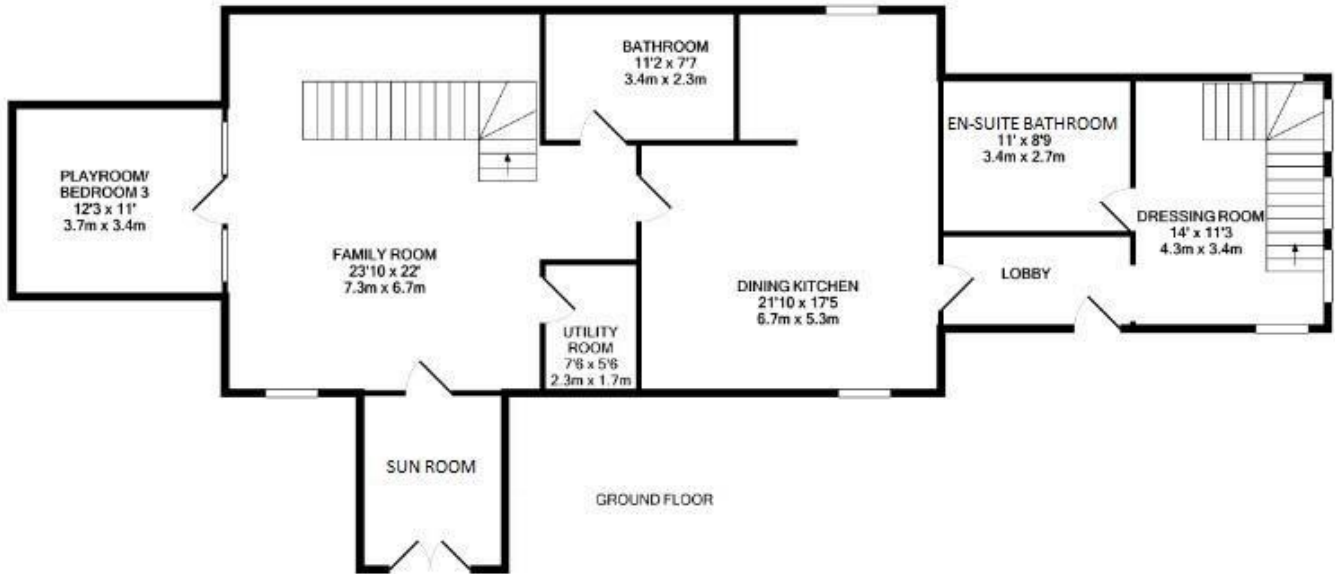 BATHROOM
11'2 x 7'7
3.4m x 2.3m
EN-SUITE BATHROOM
11' x 8'9
3.4m x 2.7m
PLAYROOM/
BEDROOM 3
12'3 x 11'
3.7m x 3.4m
DRESSING ROOM
14' x 11'3
4.3m x 3.4m
FAMILY ROOM
23'10 x 22'
7.3m x 6.7m
LOBBY
DINING KITCHEN
21'10 x 17'5
6.7m x 5.3m
UTILITY
ROOM
7'6 x 5'6
2.3m x 1.7m
SUN ROOM
GROUND FLOOR